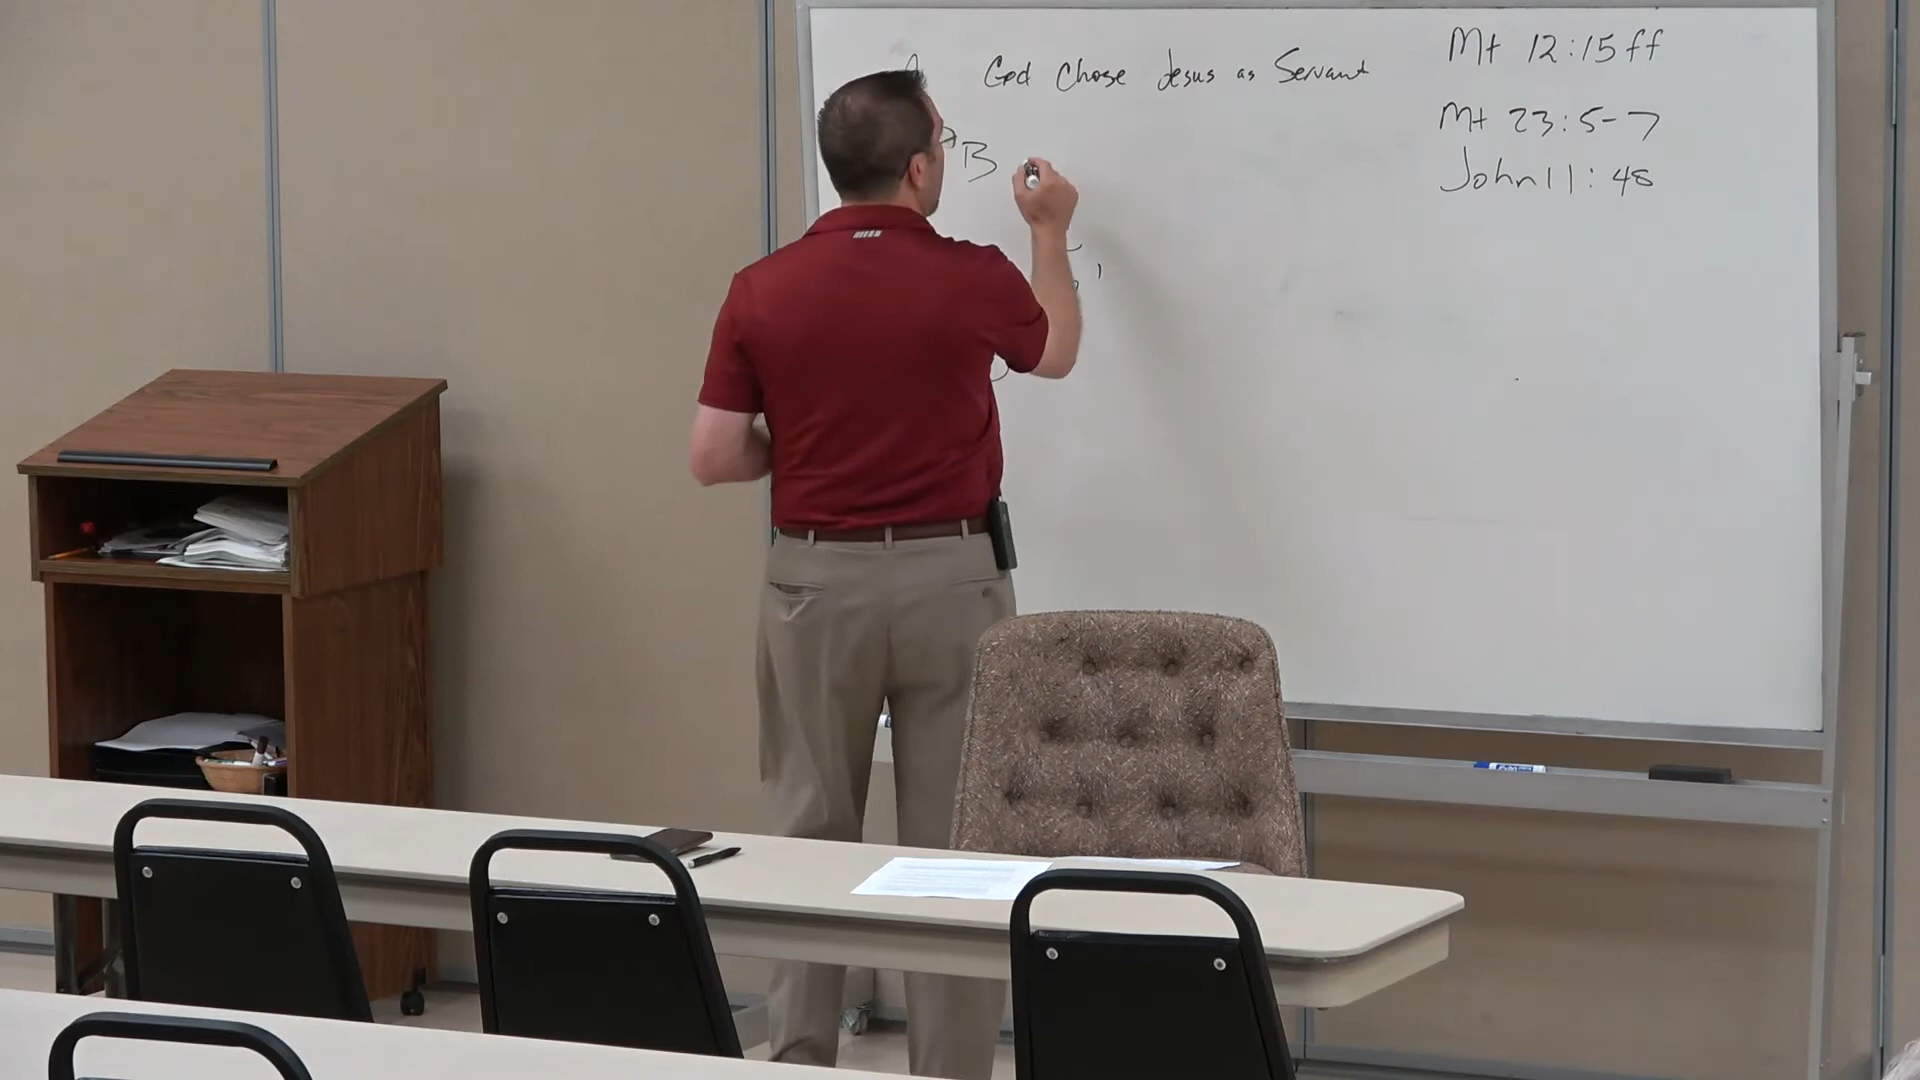 God Chose Jesus as Servant
B
Mt 12:15ff
Mt 23:5-7
John 11:48